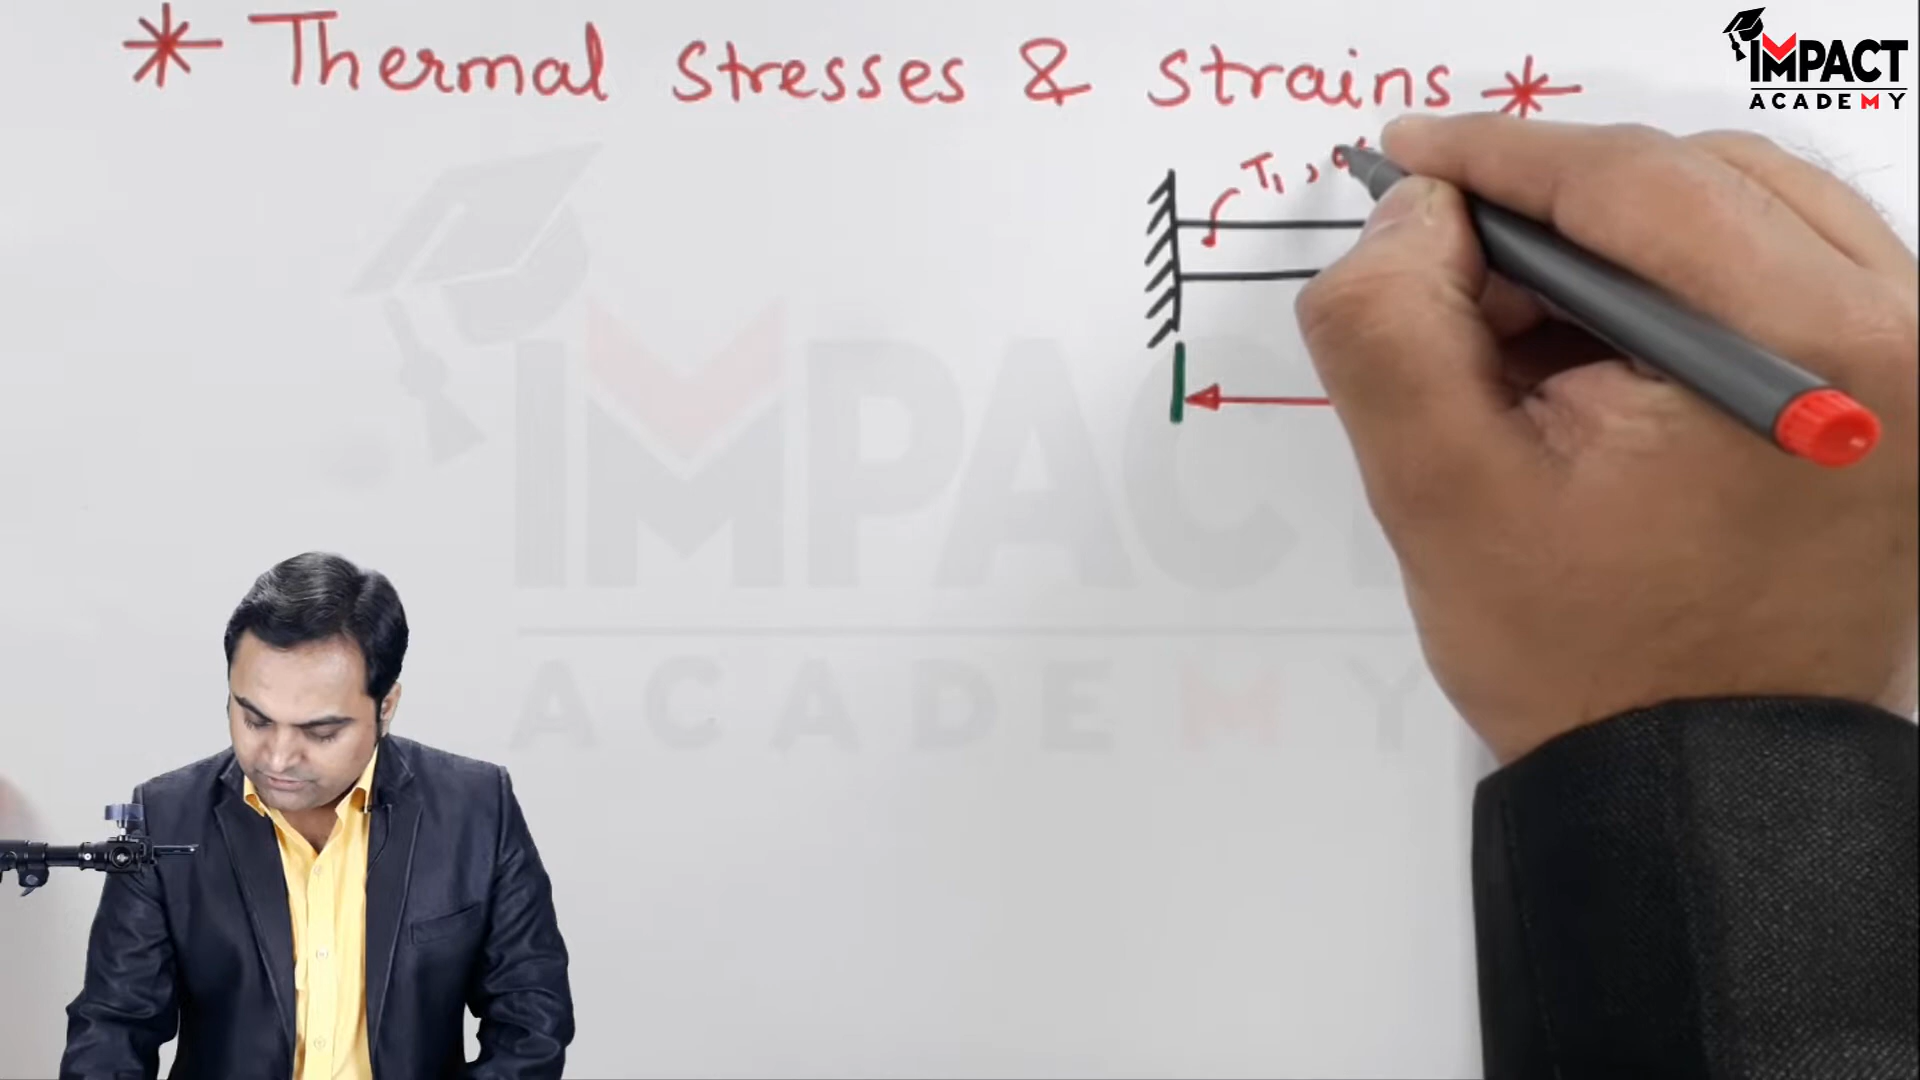 * Thermal stresses & strains *
IMPACT
ACADEMY
T₁ ,
IMPACT
ACADEMY